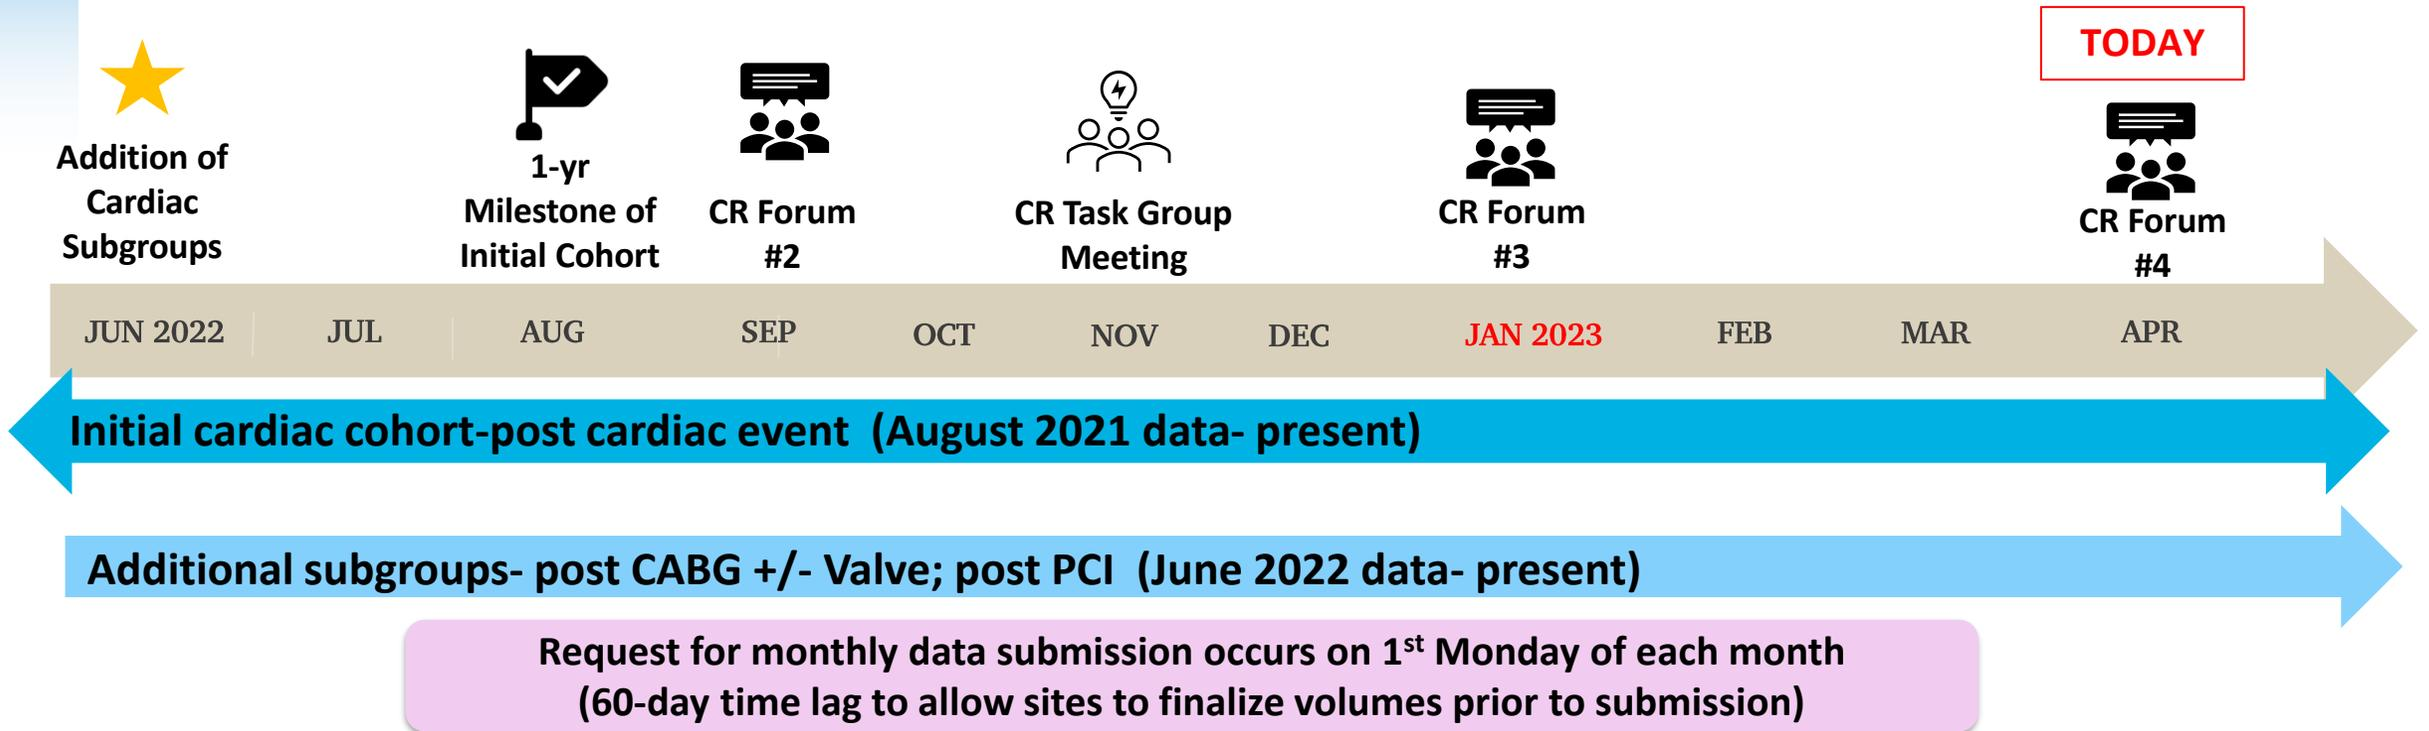 TODAY
Addition of
Cardiac
Subgroups
1-yr
Milestone of
Initial Cohort
CR Forum
#2
CR Task Group
Meeting
CR Forum
#3
CR Forum
#4
JUN 2022
JUL
AUG
SEP
OCT
NOV
DEC
JAN 2023
FEB
MAR
APR
Initial cardiac cohort-post cardiac event (August 2021 data- present)
Additional subgroups- post CABG +/- Valve; post PCI (June 2022 data- present)
Request for monthly data submission occurs on 1st Monday of each month
(60-day time lag to allow sites to finalize volumes prior to submission)